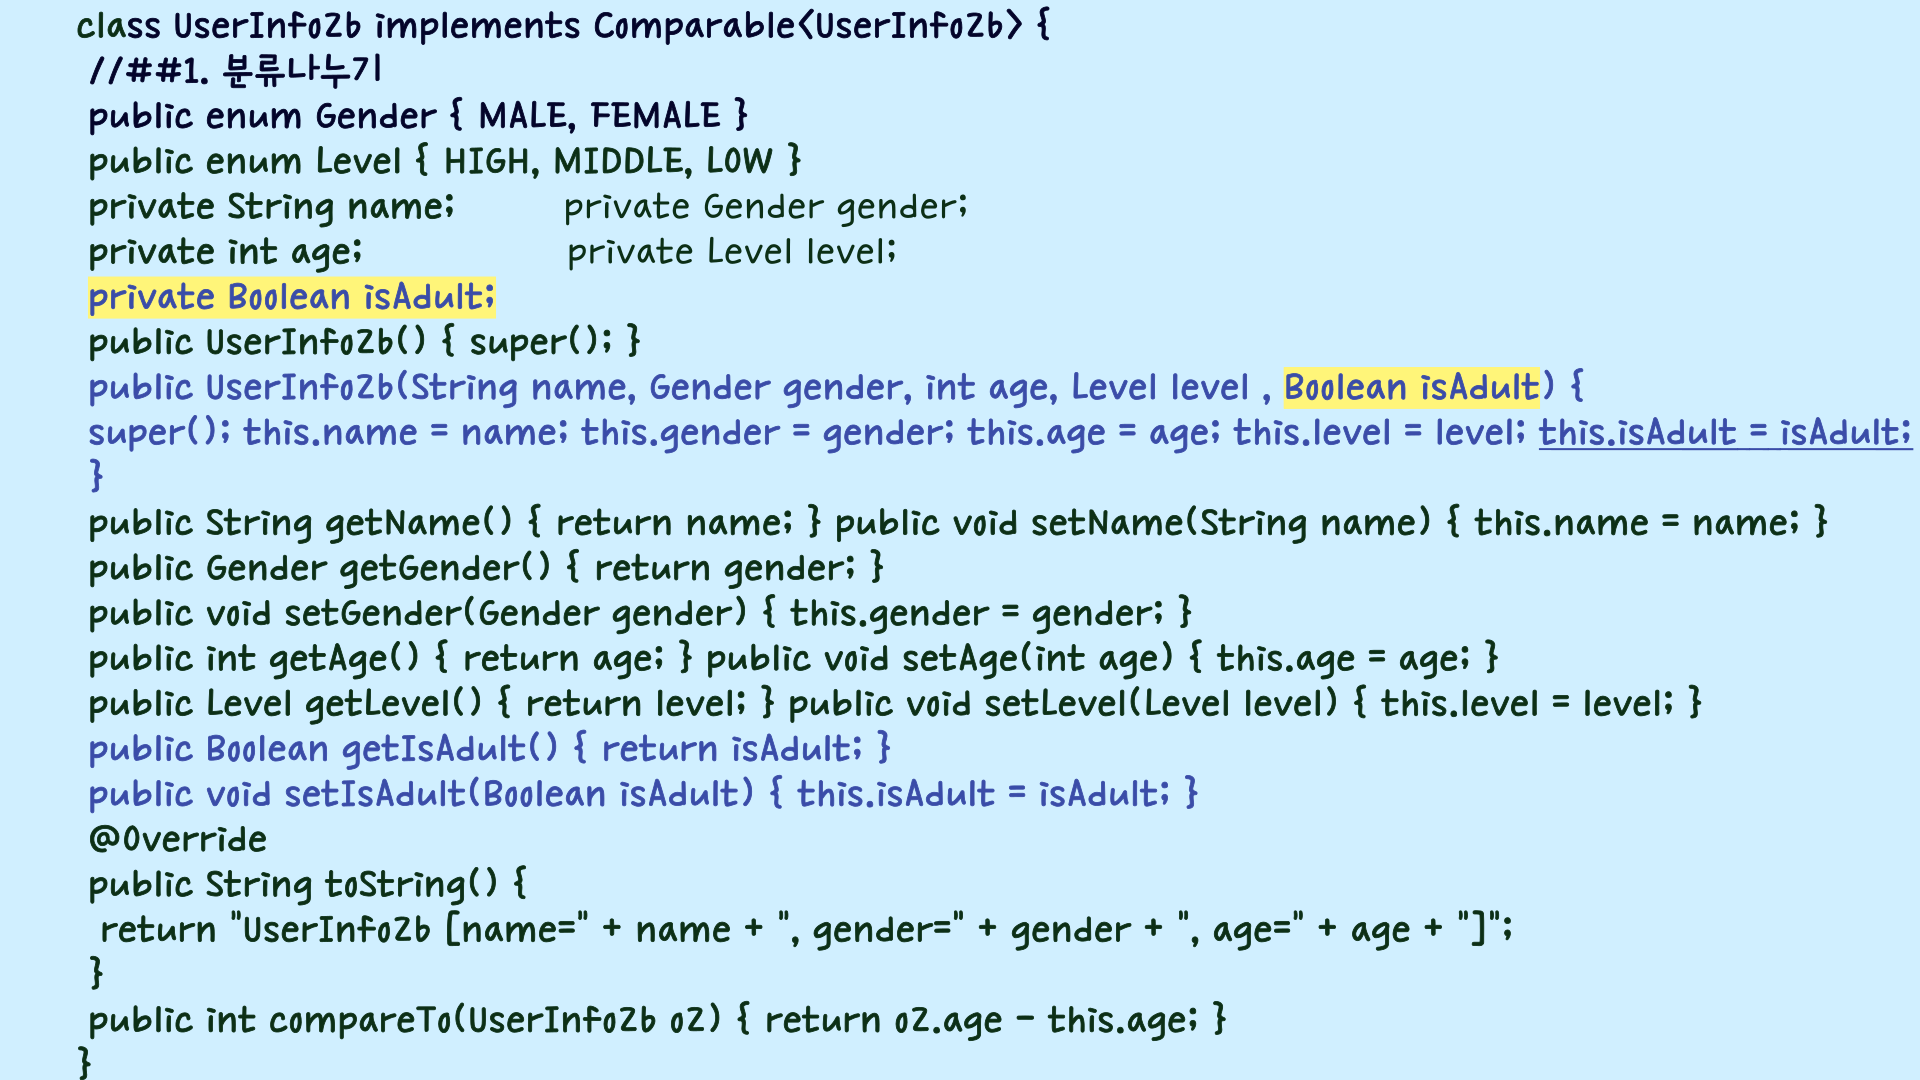 class UserInfo2b implements Comparable<UserInfo2b> {
//##1. 분류나누기
public enum Gender { MALE, FEMALE }
public enum Level { HIGH, MIDDLE, LOW }
private String name; private Gender gender;
private int age; private Level level;
private Boolean isAdult;
public UserInfo2b() { super(); }
public UserInfo2b(String name, Gender gender, int age, Level level , Boolean isAdult) {
super(); this.name = name; this.gender = gender; this.age = age; this.level = level; this.isAdult = isAdult;
}
public String getName() { return name; } public void setName(String name) { this.name = name; }
public Gender getGender() { return gender; }
public void setGender(Gender gender) { this.gender = gender; }
public int getAge() { return age; } public void setAge(int age) { this.age = age; }
public Level getLevel() { return level; } public void setLevel(Level level) { this.level = level; }
public Boolean getIsAdult() { return isAdult; }
public void setIsAdult(Boolean isAdult) { this.isAdult = isAdult; }
@Override
public String toString() {
return "UserInfo2b [name=" + name + ", gender=" + gender + ", age=" + age + "]";
}
public int compareTo(UserInfo2b o2) { return o2.age - this.age; }
}